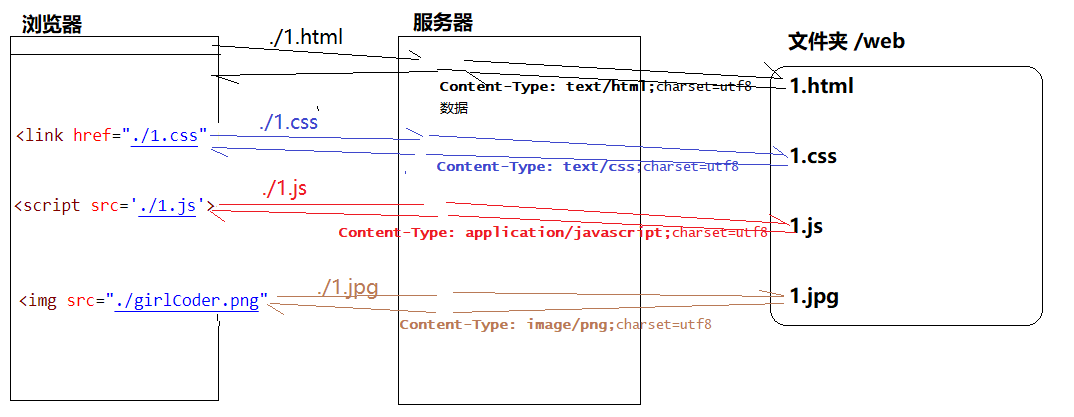 浏览器
服务器
文件夹 /web
./1.html
1.html
Content-Type: text/html;charset=utf8
数据
<link href="./1.css"
./1.css
1.css
Content-Type: text/css;charset=utf8
<script src='./1.js'>
./1.js
1.js
Content-Type: application/javascript;charset=utf8
<img src="./girlCoder.png"
./1.jpg
1.jpg
Content-Type: image/png;charset=utf8